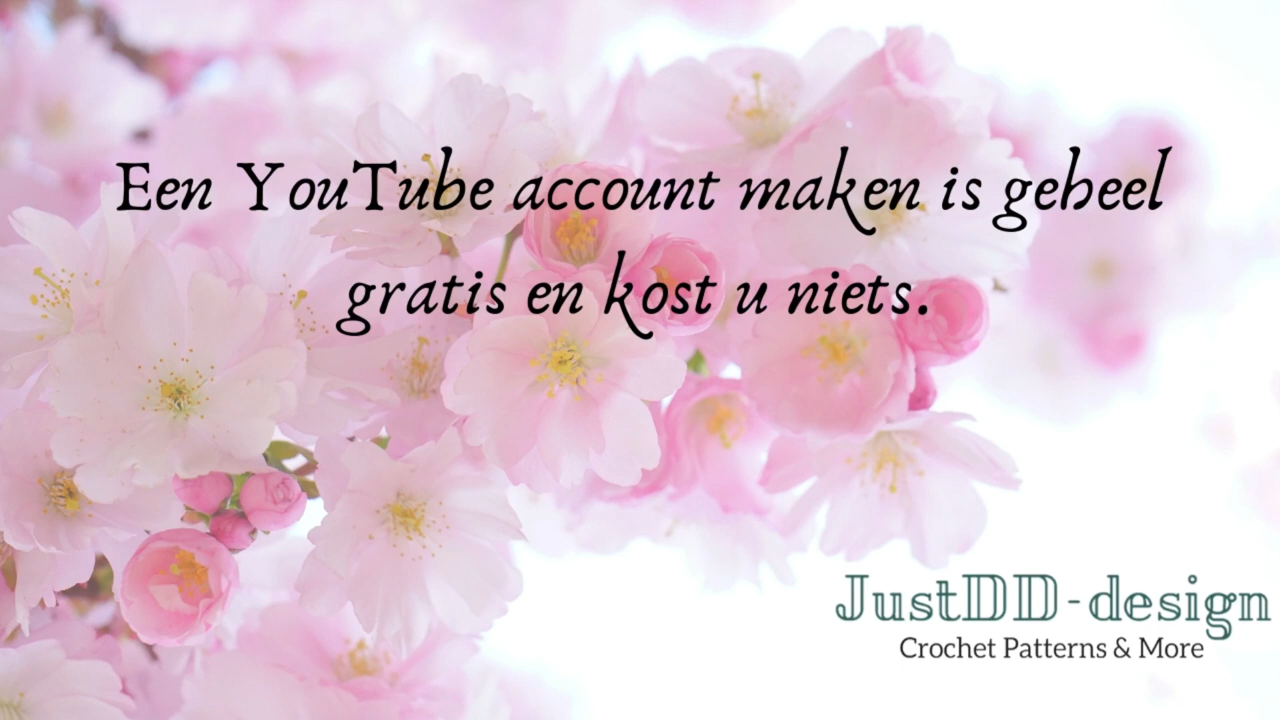 Een YouTube account maken is geheel
gratis en kost u niets.
JustDD-design
Crochet Patterns & More